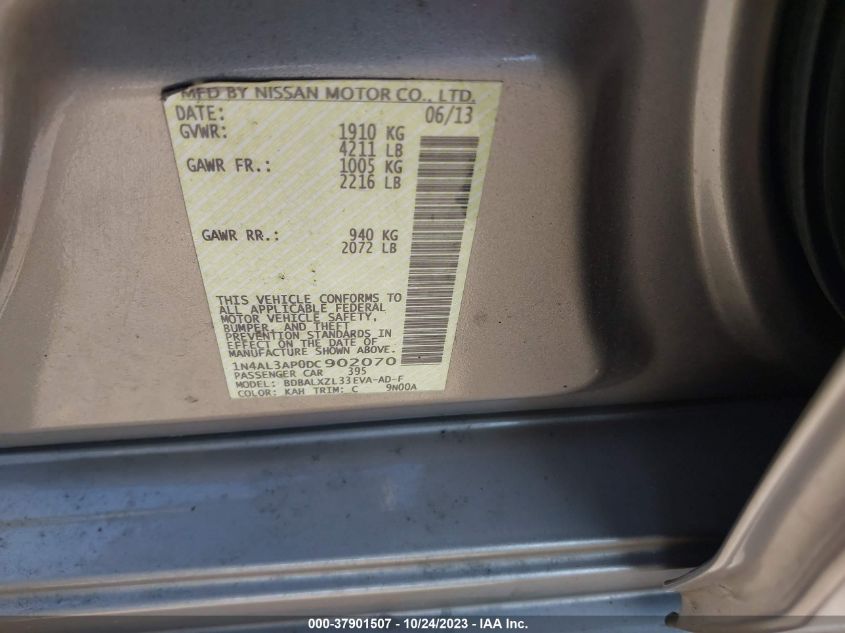 MFD BY NISSAN MOTOR CO., LTD.
DATE: 06/13
GVWR: 1910 KG
4211 LB
GAWR FR.: 1005 KG
2216 LB
GAWR RR.: 940 KG
2072 LB
THIS VEHICLE CONFORMS TO
ALL APPLICABLE FEDERAL
MOTOR VEHICLE SAFETY,
BUMPER, AND THEFT
PREVENTION STANDARDS IN
EFFECT ON THE DATE OF
MANUFACTURE SHOWN ABOVE.
1N4AL3AP0DC902070
PASSENGER CAR 395
MODEL: BDBALXZL33EVA-AD-F
COLOR: KAH TRIM: C 9N00A
000-37901507 - 10/24/2023 - IAA Inc.